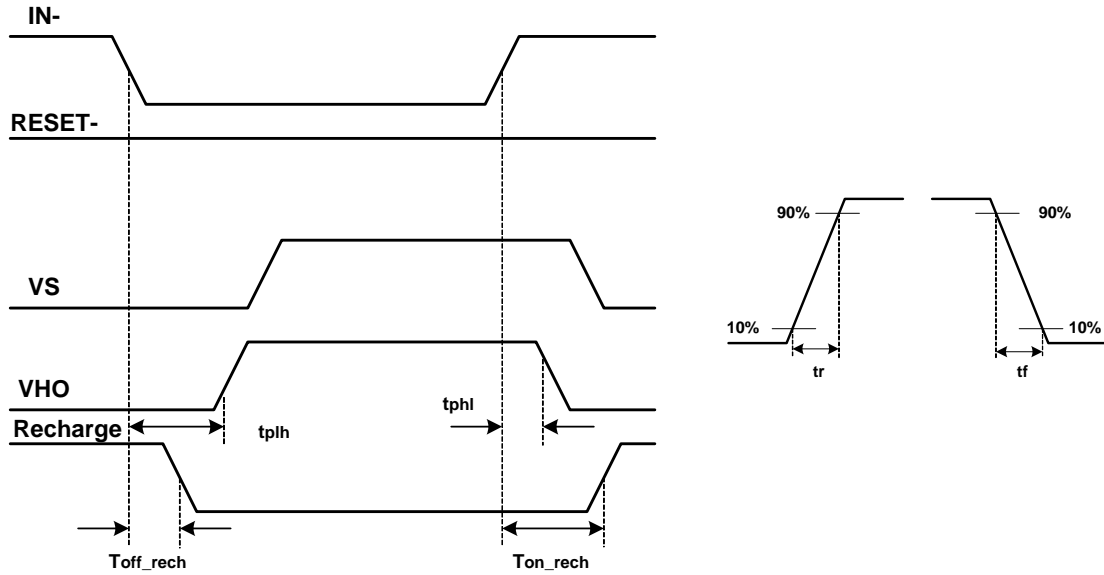 IN-
RESET-
VS
VHO
Recharge
tplh
tphl
Toff_rech
Ton_rech
90%
90%
10%
10%
tr
tf